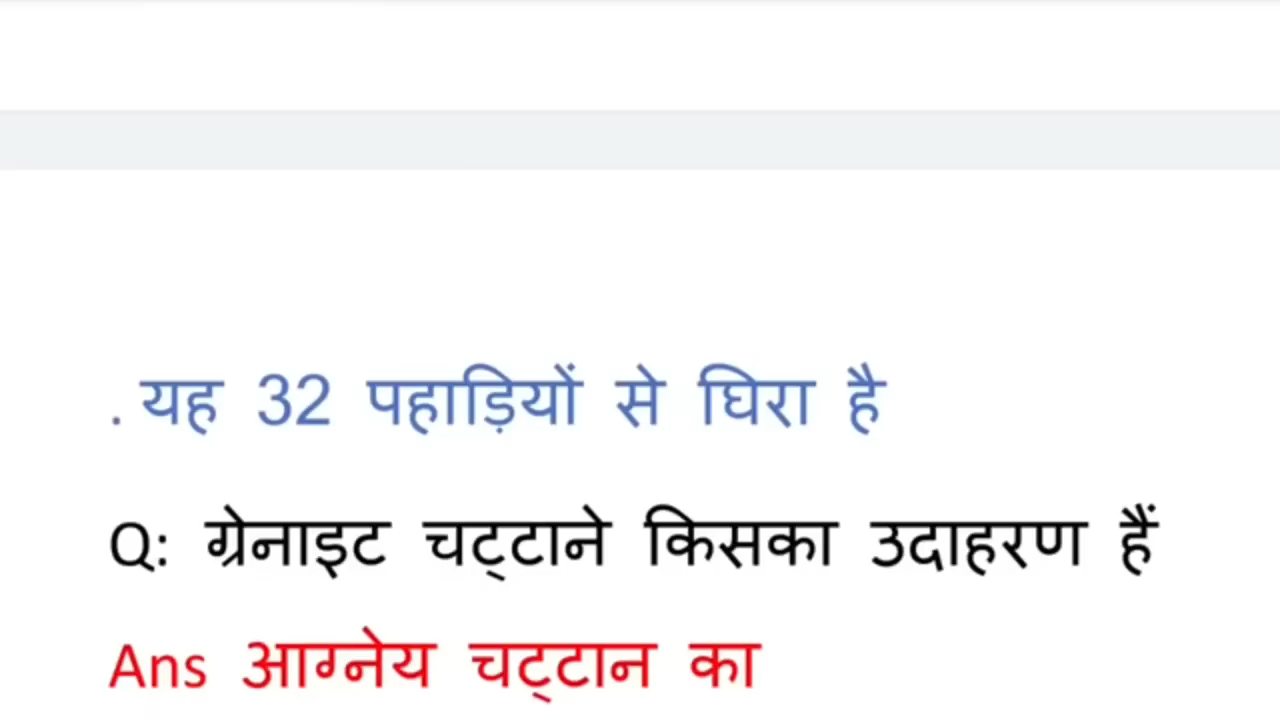 . यह 32 पहाड़ियों से घिरा है
Q: ग्रेनाइट चट्टाने किसका उदाहरण हैं
Ans आग्नेय चट्टान का